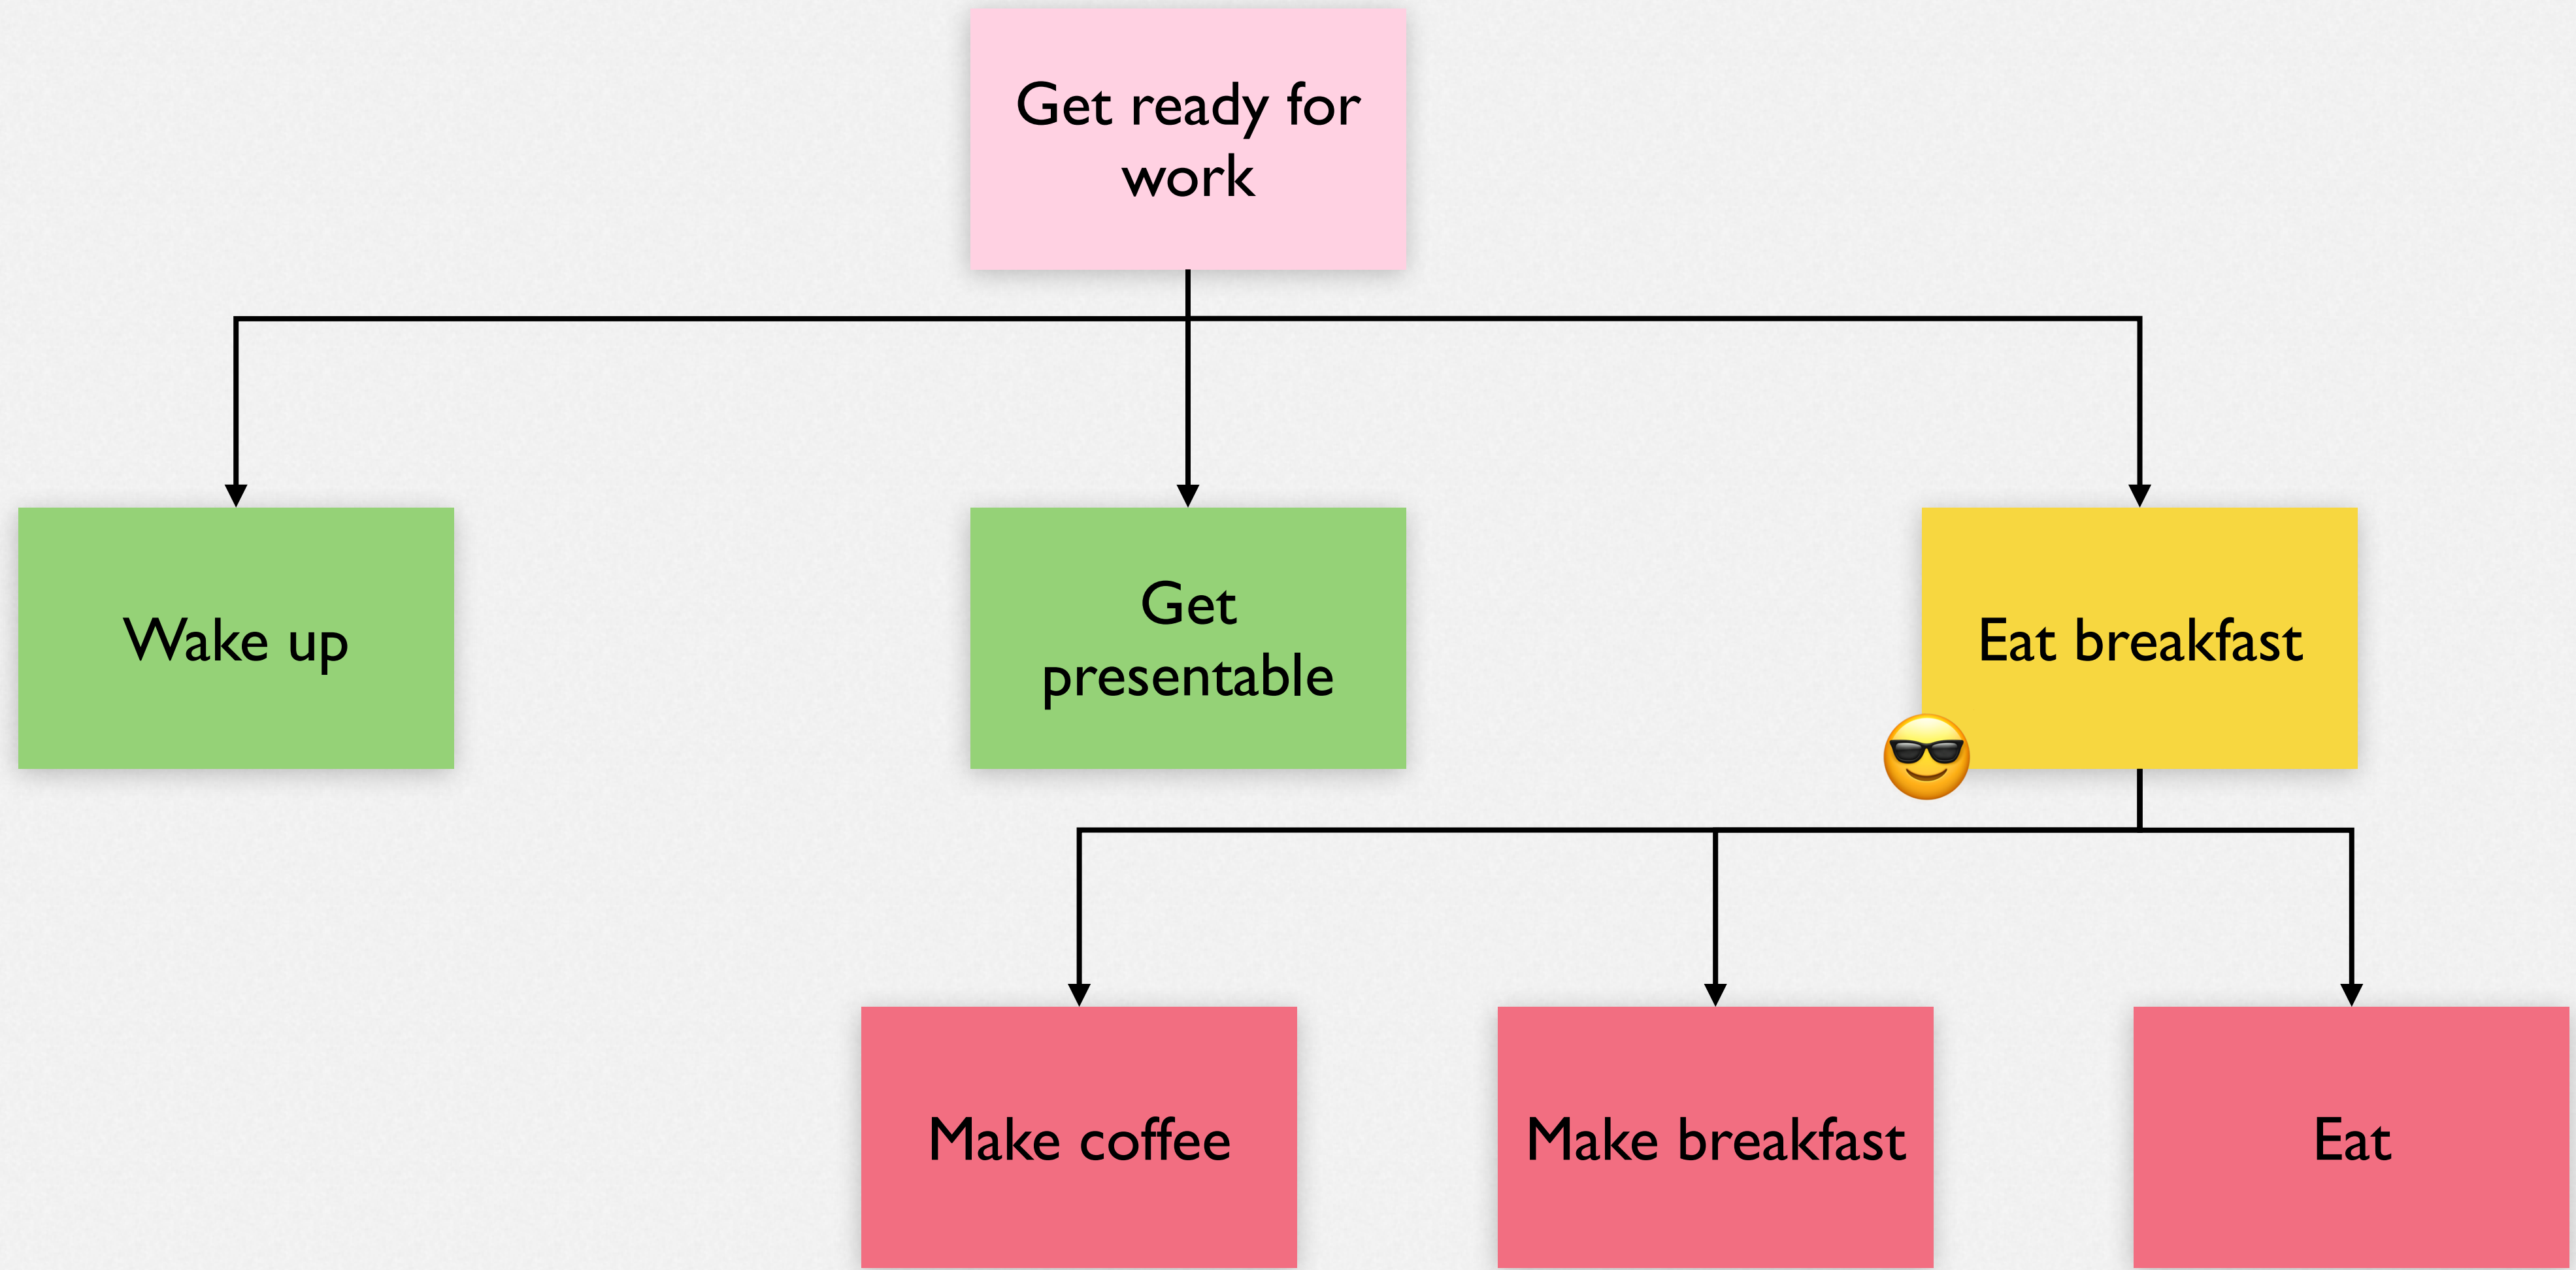 Get ready for
work
Wake up
Get
presentable
Eat breakfast
Make coffee
Make breakfast
Eat